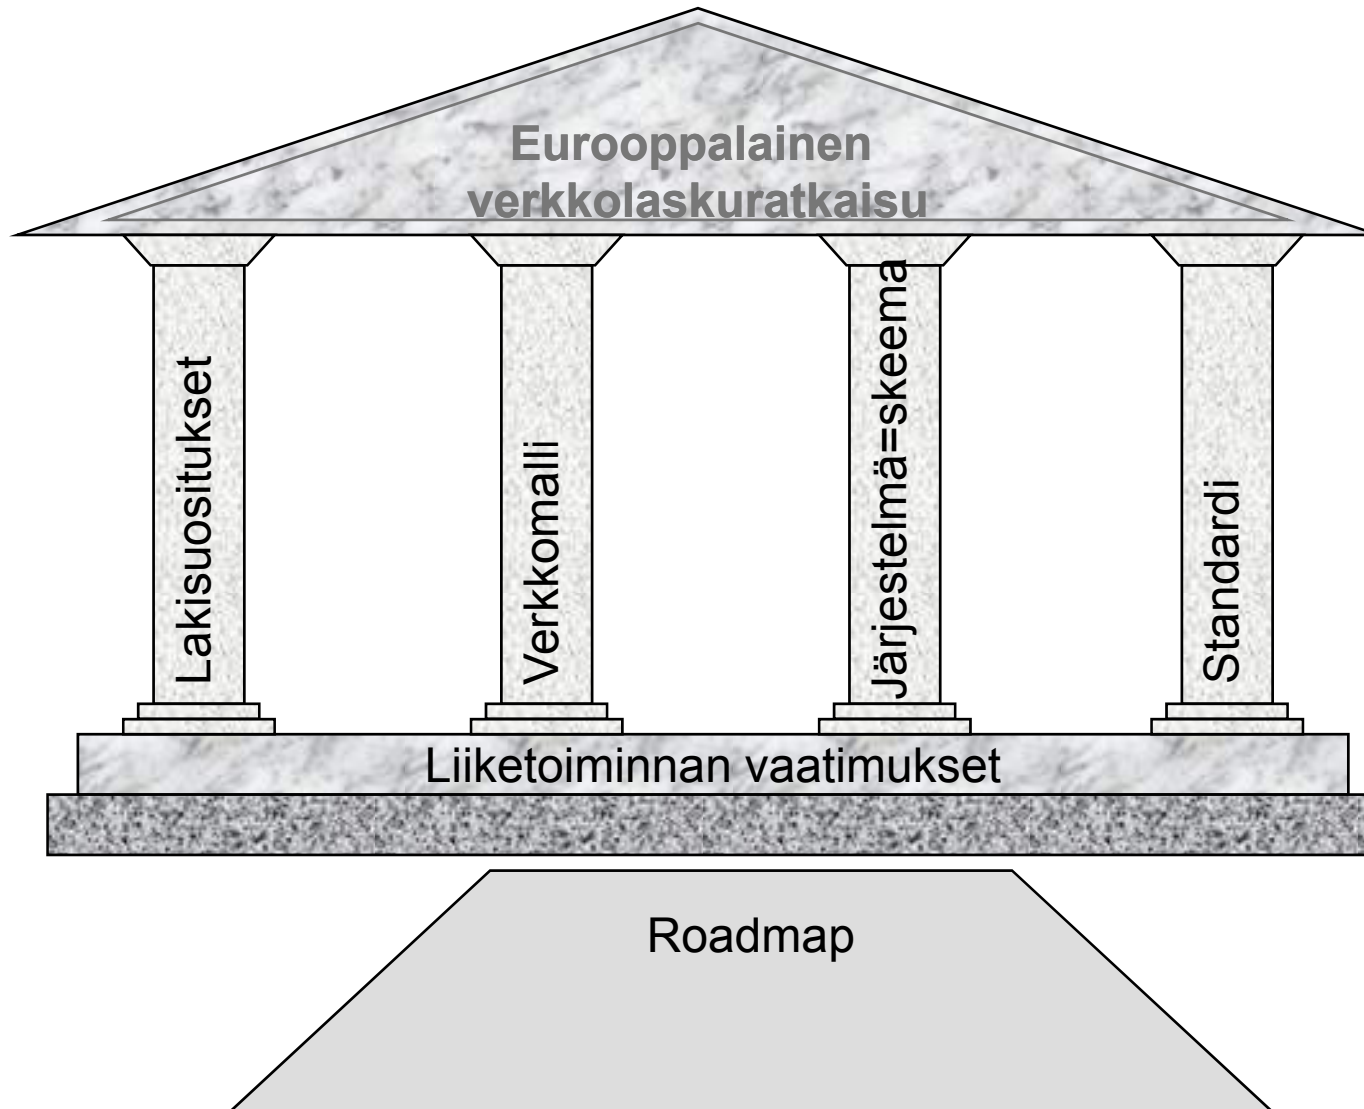 Eurooppalainen
verkkolaskuratkaisu
Lakisuositukset
Verkkomalli
Järjestelmä=skeema
Standardi
Liiketoiminnan vaatimukset
Roadmap